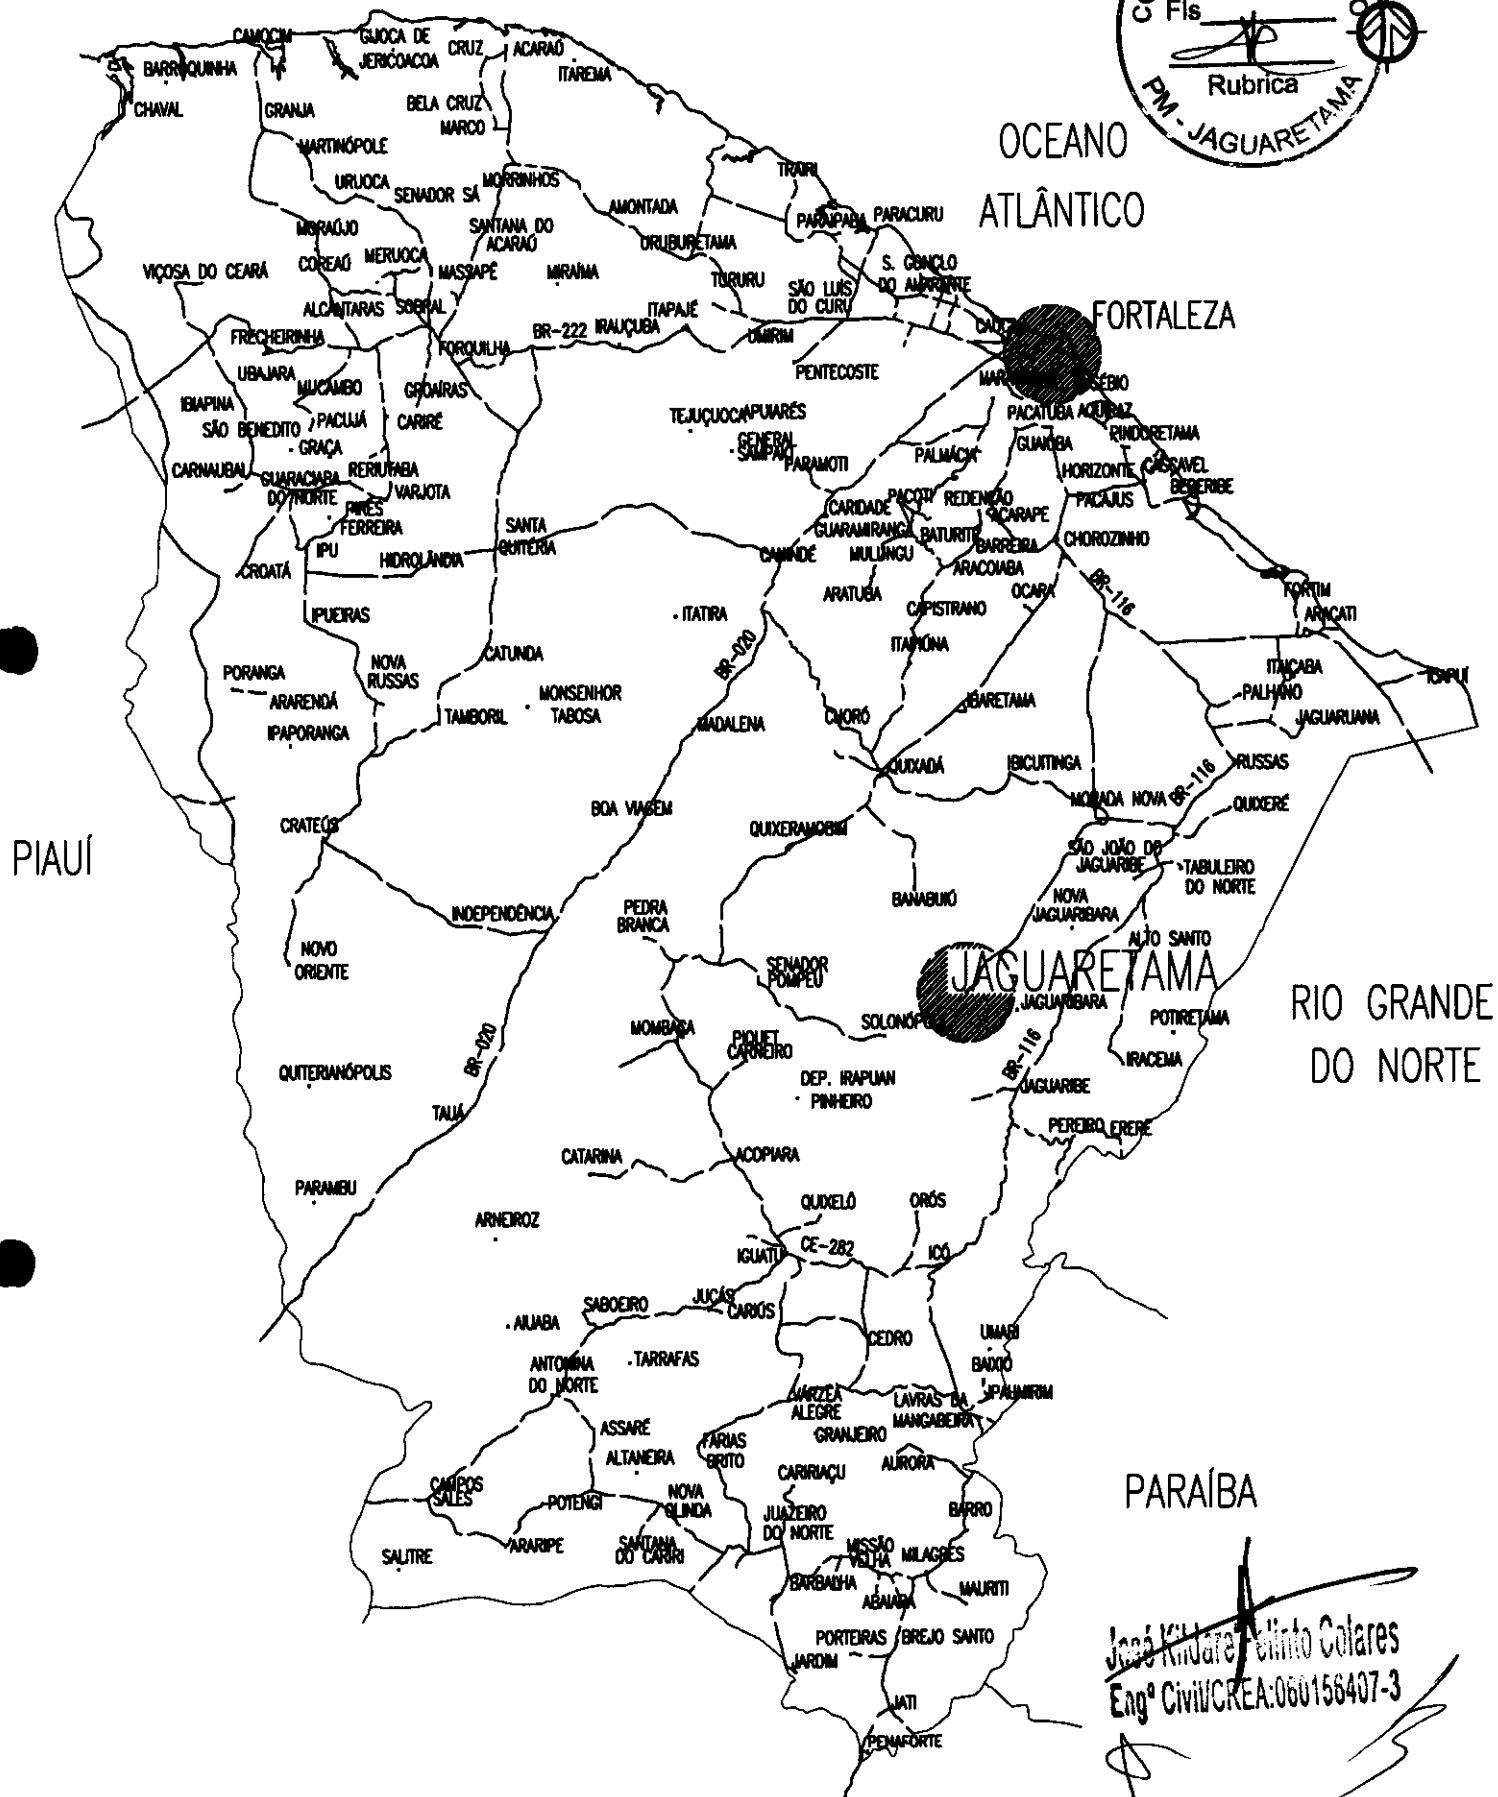 Fls
Rubrica
PM - JAGUARETAMA
CAMOCIM
GIJOCA DE
JERICOACOA
CRUZ
ACARAÚ
BARROQUINHA
ITAREMA
CHAVAL
GRANJA
BELA CRUZ
MARCO
OCEANO
ATLÂNTICO
MARTINÓPOLE
URUOCA
SENADOR SÁ
MORRINHOS
TRAIRI
AMONTADA
PARAIPABA
PARACURU
MORAÚJO
SANTANA DO
ACARAÚ
URUBURETAMA
COREAÚ
MERUOCA
VIÇOSA DO CEARÁ
MASSAPÊ
MIRAÍMA
TURURU
S. GONÇLO
DO AMARANTE
SÃO LUÍS
DO CURU
ALCANTARAS
SOBRAL
ITAPAJÉ
FORTALEZA
FRECHEIRINHA
BR-222
IRAUÇUBA
UMIRIM
FORQUILHA
UBAJARA
MUCAMBO
GROAÍRAS
PENTECOSTE
IBIAPINA
PACUJÁ
CARIRÉ
TEJUÇUOCA
APUIARÉS
PACATUBA
AQUIRAZ
SÃO BENEDITO
GRAÇA
GENERAL
SAMPAIO
PARAMOTI
PALMÁCIA
GUAIÚBA
PINDORETAMA
CARNAUBAL
GUARACIABA
DO NORTE
RERIUTABA
VARJOTA
HORIZONTE
CASCAVEL
BEBERIBE
PIRES
FERREIRA
IPU
SANTA
QUITÉRIA
CARIDADE
PACOTI
REDENÇÃO
PACAJUS
GUARAMIRANGA
ACARAPE
BATURITÉ
BARREIRA
CHOROZINHO
HIDROLÂNDIA
CANINDÉ
MULUNGU
ARACOIABA
CROATÁ
ARATUBA
OCARA
BR-116
FORTIM
IPUEIRAS
ITATIRA
CAPISTRANO
ARACATI
ITAPIÚNA
BR-020
PORANGA
NOVA
RUSSAS
CATUNDA
ITAIÇABA
ICAPUÍ
ARARENDÁ
MONSENHOR
TABOSA
PALHANO
IBARETAMA
IPAPORANGA
TAMBORIL
MADALENA
CHORÓ
JAGUARUANA
QUIXADÁ
IBICUITINGA
RUSSAS
BR-116
MORADA NOVA
QUIXERÉ
BOA VIAGEM
CRATEÚS
QUIXERAMOBIM
PIAUÍ
SÃO JOÃO DO
JAGUARIBE
TABULEIRO
DO NORTE
BANABUIÚ
NOVA
JAGUARIBARA
INDEPENDÊNCIA
PEDRA
BRANCA
ALTO SANTO
NOVO
ORIENTE
SENADOR
POMPEU
JAGUARETAMA
JAGUARIBARA
RIO GRANDE
DO NORTE
MOMBAÇA
PIQUET
CARNEIRO
POTIRETAMA
BR-020
BR-116
IRACEMA
QUITERIANÓPOLIS
DEP. IRAPUAN
PINHEIRO
JAGUARIBE
TAUÁ
PEREIRO
ERERÊ
CATARINA
ACOPIARA
PARAMBU
QUIXELÔ
ORÓS
ARNEIROZ
CE-282
IGUATU
ICÓ
SABOEIRO
JUCÁS
CARIÚS
AIUABA
CEDRO
UMARI
ANTONINA
DO NORTE
TARRAFAS
BAIXIO
IPAUMIRIM
VÁRZEA
ALEGRE
LAVRAS DA
MANGABEIRA
ASSARÉ
GRANJEIRO
ALTANEIRA
FARIAS
BRITO
AURORA
CARIRIAÇU
CAMPOS
SALES
NOVA
OLINDA
PARAÍBA
POTENGI
JUAZEIRO
DO NORTE
BARRO
ARARIPE
SANTANA
DO CARIRI
MISSÃO
VELHA
MILAGRES
SALITRE
BARBALHA
ABAIARA
MAURITI
PORTEIRAS
BREJO SANTO
JARDIM
JATI
PENAFORTE
José Kildare Felinto Colares
Engº Civil/CREA:060156407-3